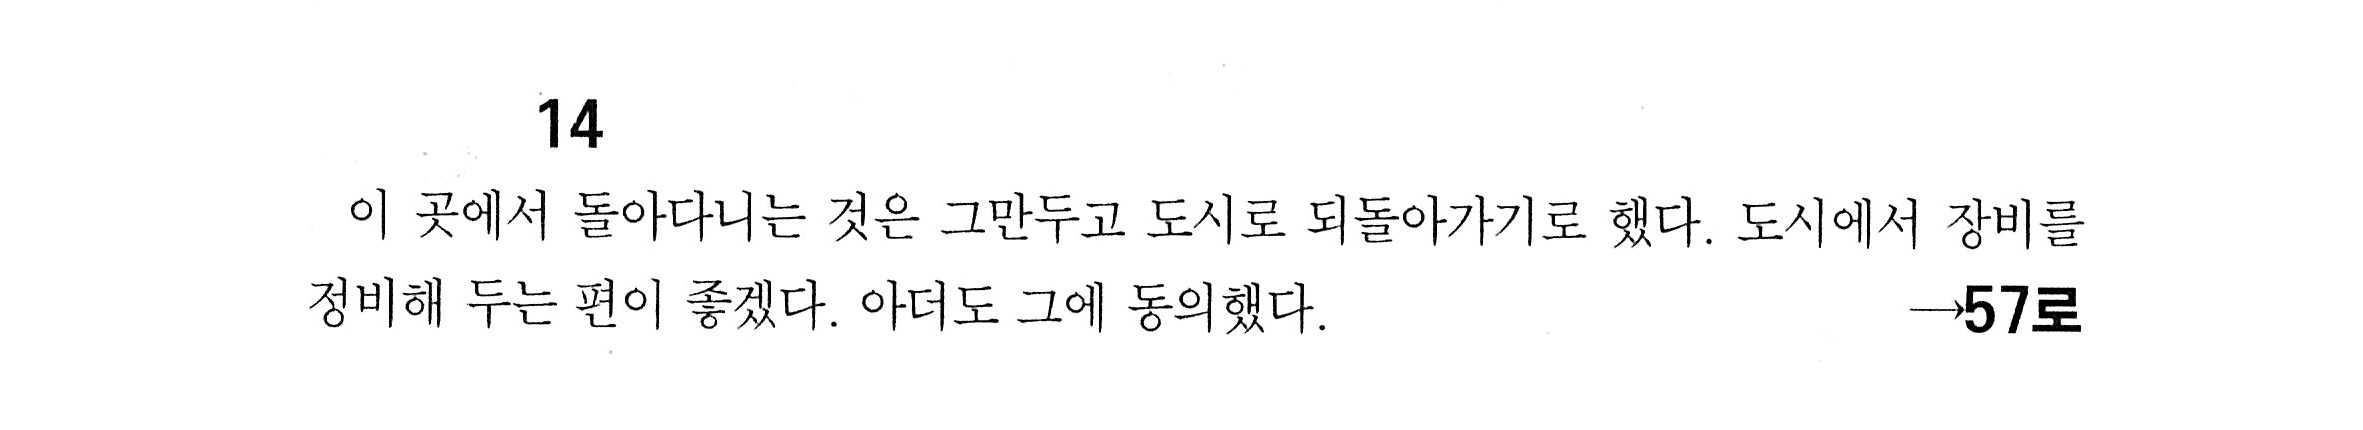 14
이 곳에서 돌아다니는 것은 그만두고 도시로 되돌아가기로 했다. 도시에서 장비를
정비해 두는 편이 좋겠다. 아더도 그에 동의했다. →57로